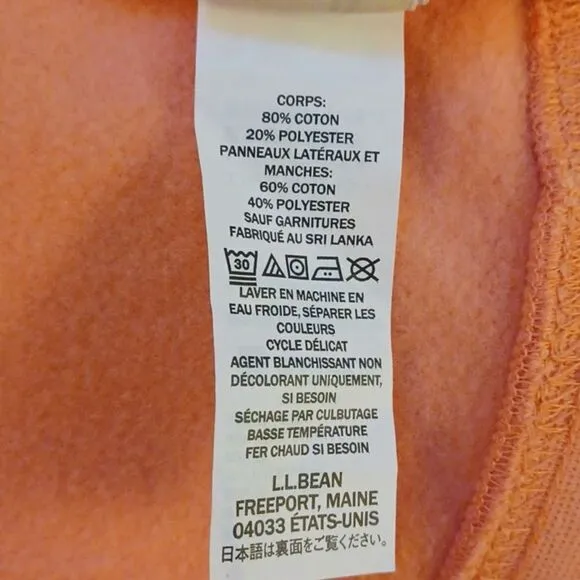 CORPS:
80% COTON
20% POLYESTER
PANNEAUX LATÉRAUX ET
MANCHES:
60% COTON
40% POLYESTER
SAUF GARNITURES
FABRIQUÉ AU SRI LANKA
30
LAVER EN MACHINE EN
EAU FROIDE, SÉPARER LES
COULEURS
CYCLE DÉLICAT
AGENT BLANCHISSANT NON
DÉCOLORANT UNIQUEMENT,
SI BESOIN
SÉCHAGE PAR CULBUTAGE
BASSE TEMPÉRATURE
FER CHAUD SI BESOIN
L.L.BEAN
FREEPORT, MAINE
04033 ÉTATS-UNIS
日本語は裏面をご覧ください。